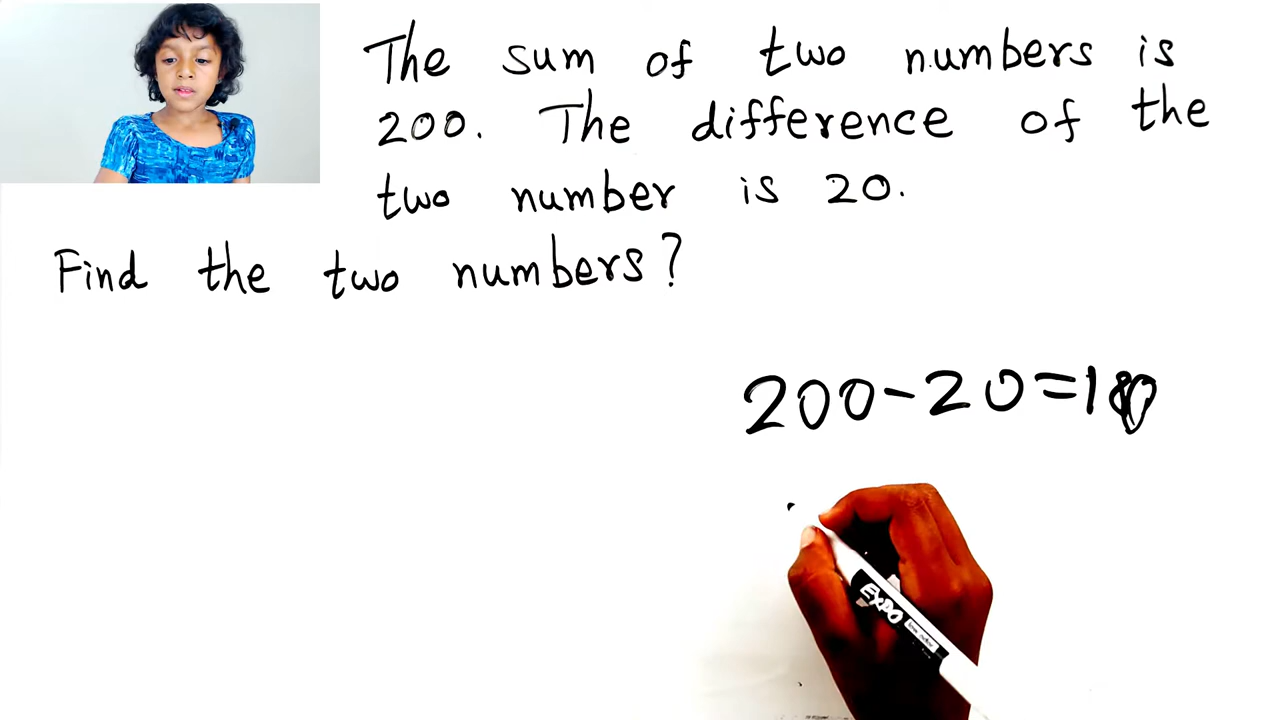 The sum of two numbers is
200. The difference of the
two number is 20.
Find the two numbers?
200-20=180
EXPO